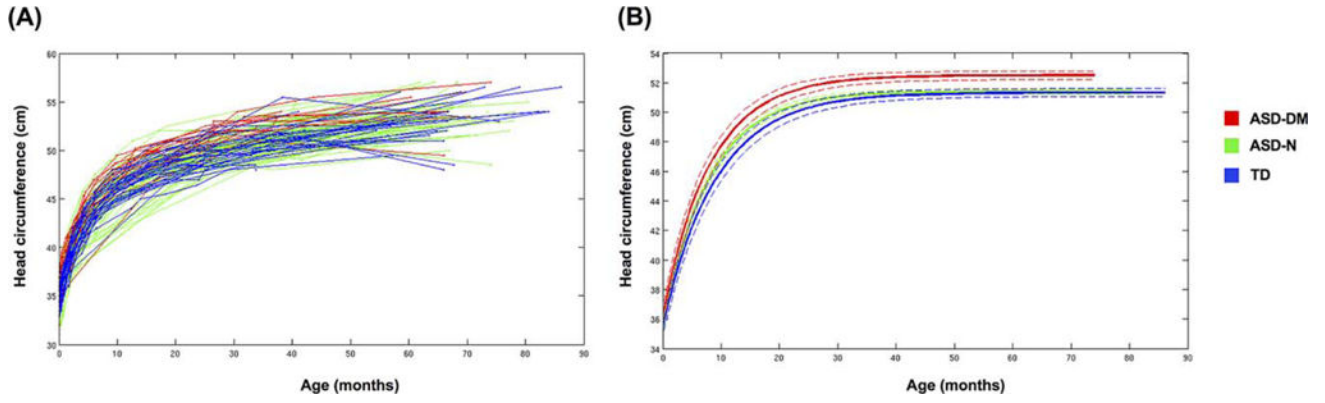 (A)
60
55
50
45
40
35
30
0 10 20 30 40 50 60 70 80 90
Head circumference (cm)
Age (months)
(B)
54
52
50
48
46
44
42
40
38
36
34
0 10 20 30 40 50 60 70 80 90
Head circumference (cm)
Age (months)
ASD-DM
ASD-N
TD